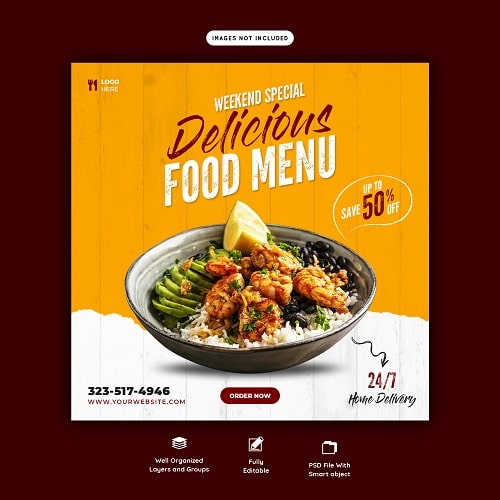 IMAGES NOT INCLUDED
LOGO
HERE
WEEKEND SPECIAL
Delicious
FOOD MENU
UP TO
SAVE 50% OFF
323-517-4946
WWW.YOURWEBSITE.COM
ORDER NOW
24/7
Home Delivery
Well Organized
Layers and Groups
Fully
Editable
PSD File With
Smart object